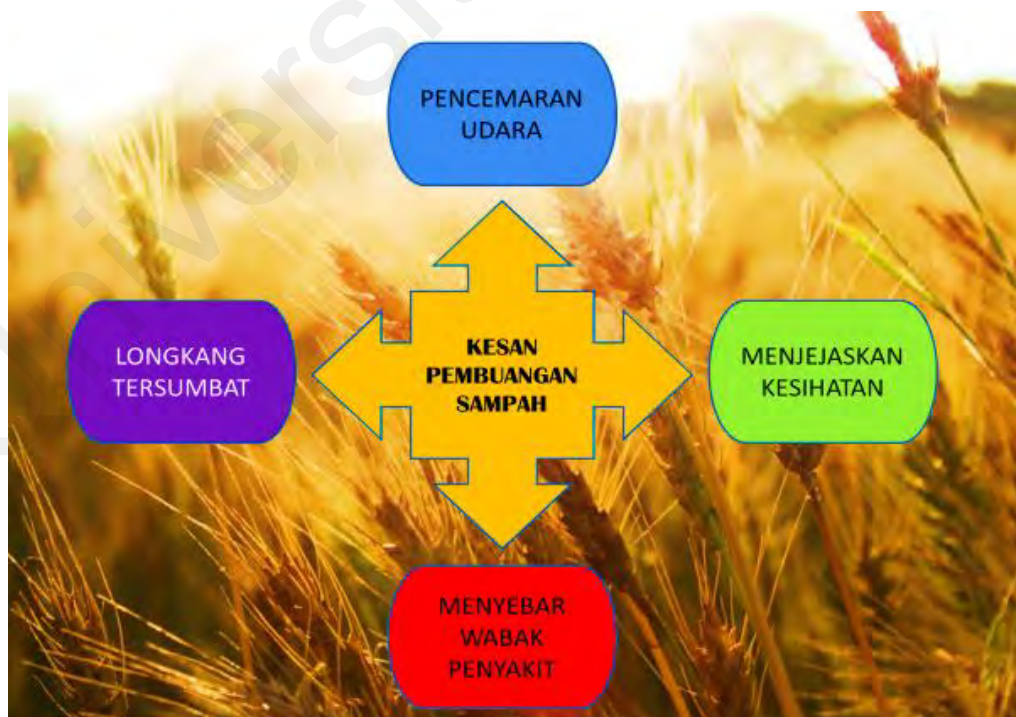 PENCEMARAN
UDARA
LONGKANG
TERSUMBAT
KESAN
PEMBUANGAN
SAMPAH
MENJEJASKAN
KESIHATAN
MENYEBAR
WABAK
PENYAKIT